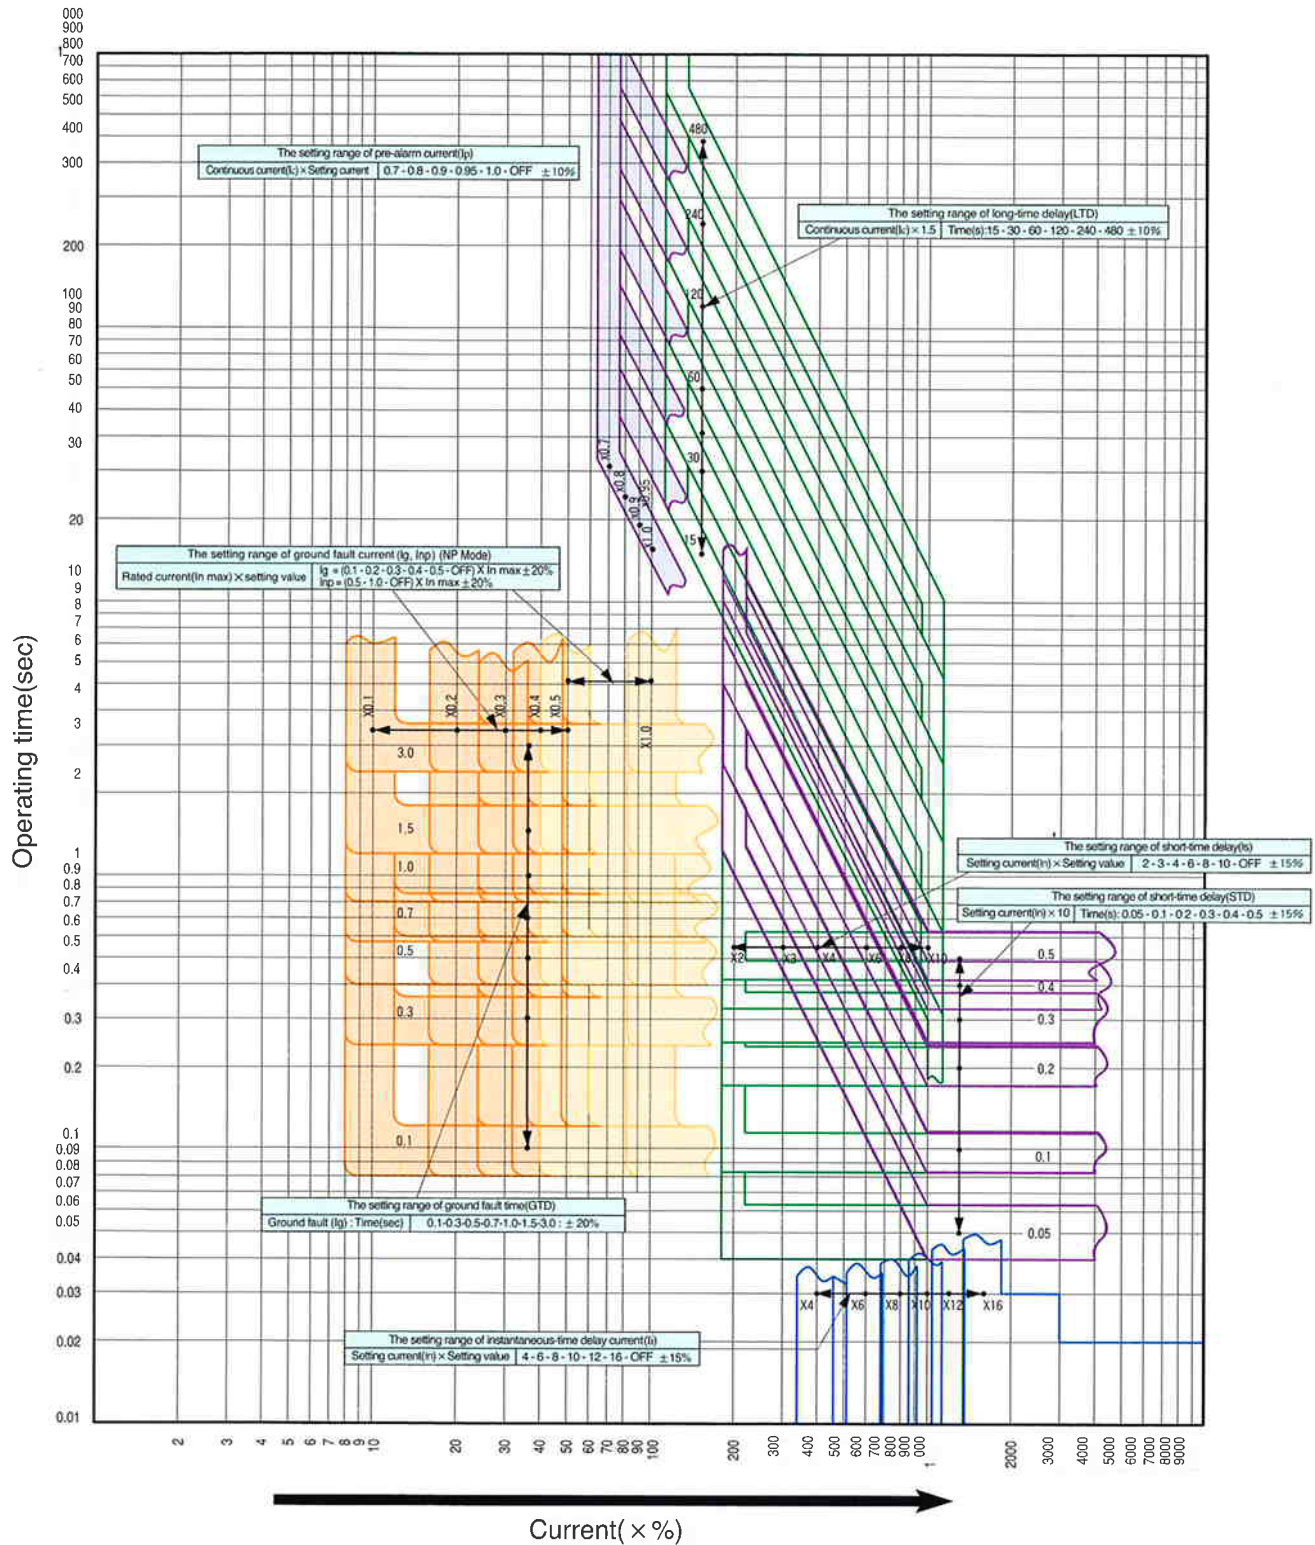 000
900
800
1
700
600
500
400
300
200
100
90
80
70
60
50
40
30
20
10
9
8
7
6
5
4
3
2
1
0.9
0.8
0.7
0.6
0.5
0.4
0.3
0.2
0.1
0.09
0.08
0.07
0.06
0.05
0.04
0.03
0.02
0.01
Operating time(sec)
The setting range of pre-alarm current(Ip)
Continuous current(Ic) × Setting current 0.7 - 0.8 - 0.9 - 0.95 - 1.0 - OFF ±10%
480
240
120
60
30
15
The setting range of long-time delay(LTD)
Continuous current(Ic) × 1.5 Time(s):15 - 30 - 60 - 120 - 240 - 480 ±10%
x0.7
x0.8
x0.9
x0.95
x1.0
The setting range of ground fault current (Ig, Inp) (NP Mode)
Rated current(In max) × setting value Ig = (0.1 - 0.2 - 0.3 - 0.4 - 0.5 - OFF) X In max ± 20%
Inp = (0.5 - 1.0 - OFF) X In max ± 20%
X0.1
X0.2
X0.3
X0.4
X0.5
X1.0
3.0
1.5
1.0
0.7
0.5
0.3
0.1
The setting range of short-time delay(Is)
Setting current(In) × Setting value 2 - 3 - 4 - 6 - 8 - 10 - OFF ±15%
The setting range of short-time delay(STD)
Setting current(In) × 10 Time(s): 0.05 - 0.1 - 0.2 - 0.3 - 0.4 - 0.5 ±15%
X2 X3 X4 X6 X8 X10
0.5
0.4
0.3
0.2
0.1
0.05
The setting range of ground fault time(GTD)
Ground fault (Ig) : Time(sec) 0.1-0.3-0.5-0.7-1.0-1.5-3.0 : ± 20%
X4 X6 X8 X10 X12 X16
The setting range of instantaneous-time delay current(Ii)
Setting current(In) × Setting value 4 - 6 - 8 - 10 - 12 - 16 - OFF ±15%
2 3 4 5 6 7 8 9 10 20 30 40 50 60 70 80 90 100 200 300 400 500 600 700 800 900 000 1 2000 3000 4000 5000 6000 7000 8000 9000
Current( × %)